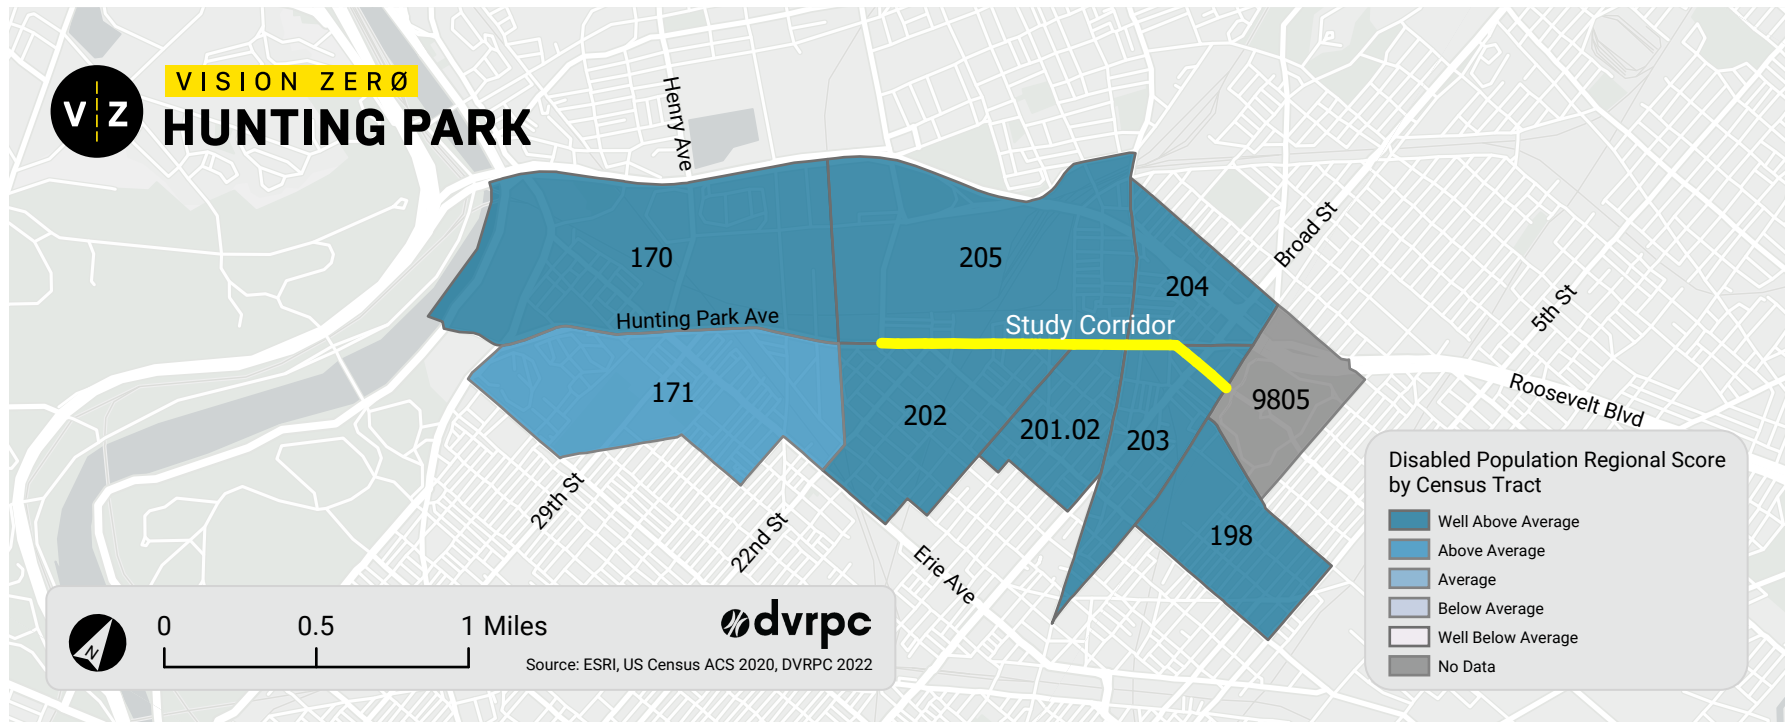 V Z
VISION ZERØ
HUNTING PARK
Henry Ave
Broad St
170
205
204
5th St
Hunting Park Ave
Study Corridor
171
202
201.02
203
9805
Roosevelt Blvd
198
29th St
22nd St
Erie Ave
Disabled Population Regional Score
by Census Tract
Well Above Average
Above Average
Average
Below Average
Well Below Average
No Data
N
0 0.5 1 Miles
dvrpc
Source: ESRI, US Census ACS 2020, DVRPC 2022